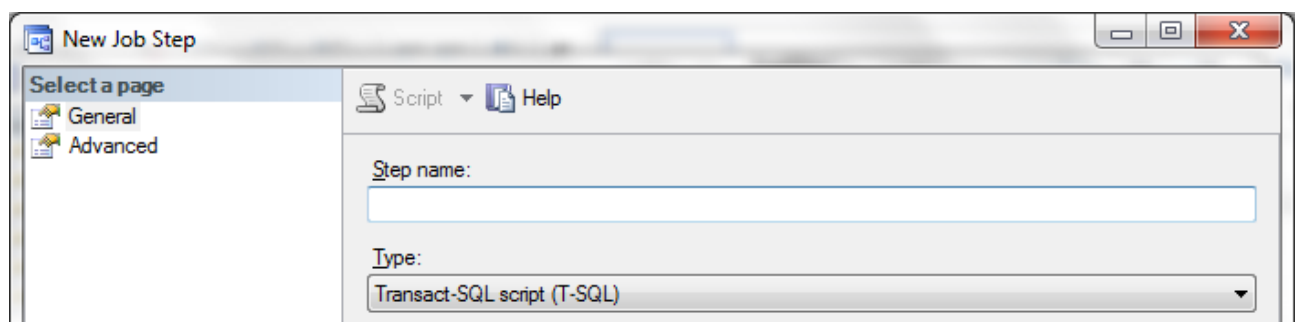 New Job Step
Select a page
General
Advanced
Script Help
Step name:
Type:
Transact-SQL script (T-SQL)